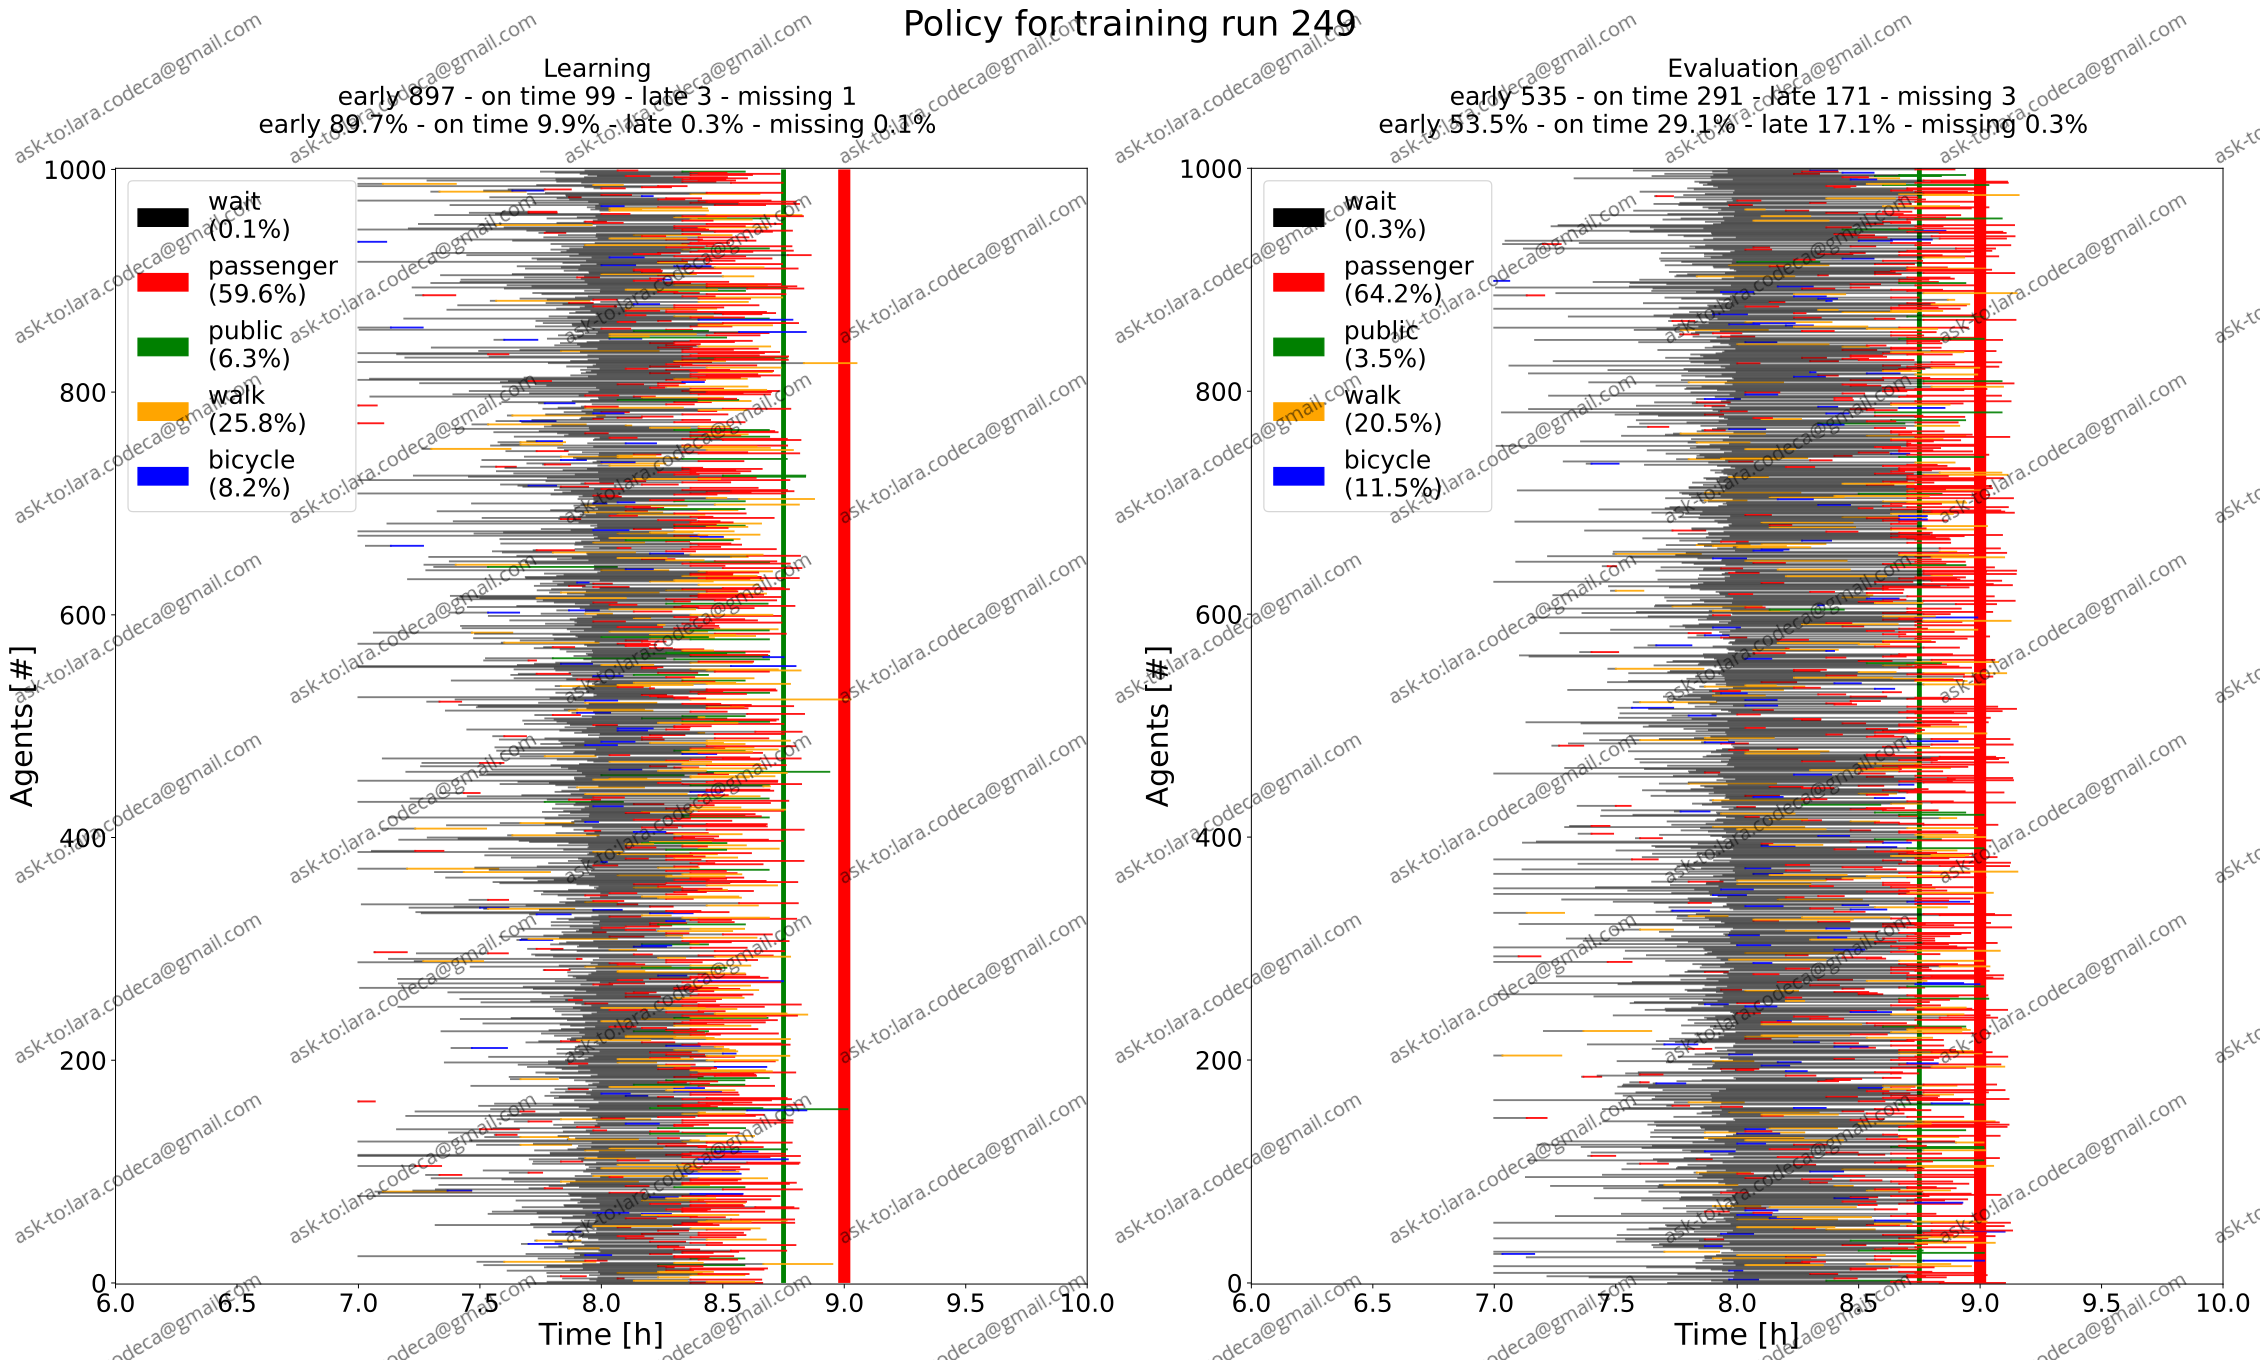 Policy for training run 249
Learning
early 897 - on time 99 - late 3 - missing 1
early 89.7% - on time 9.9% - late 0.3% - missing 0.1%
1000
800
600
400
200
0
Agents [#]
wait
(0.1%)
passenger
(59.6%)
public
(6.3%)
walk
(25.8%)
bicycle
(8.2%)
6.0 6.5 7.0 7.5 8.0 8.5 9.0 9.5 10.0
Time [h]
Evaluation
early 535 - on time 291 - late 171 - missing 3
early 53.5% - on time 29.1% - late 17.1% - missing 0.3%
1000
800
600
400
200
0
Agents [#]
wait
(0.3%)
passenger
(64.2%)
public
(3.5%)
walk
(20.5%)
bicycle
(11.5%)
6.0 6.5 7.0 7.5 8.0 8.5 9.0 9.5 10.0
Time [h]
ask-to:lara.codeca@gmail.com